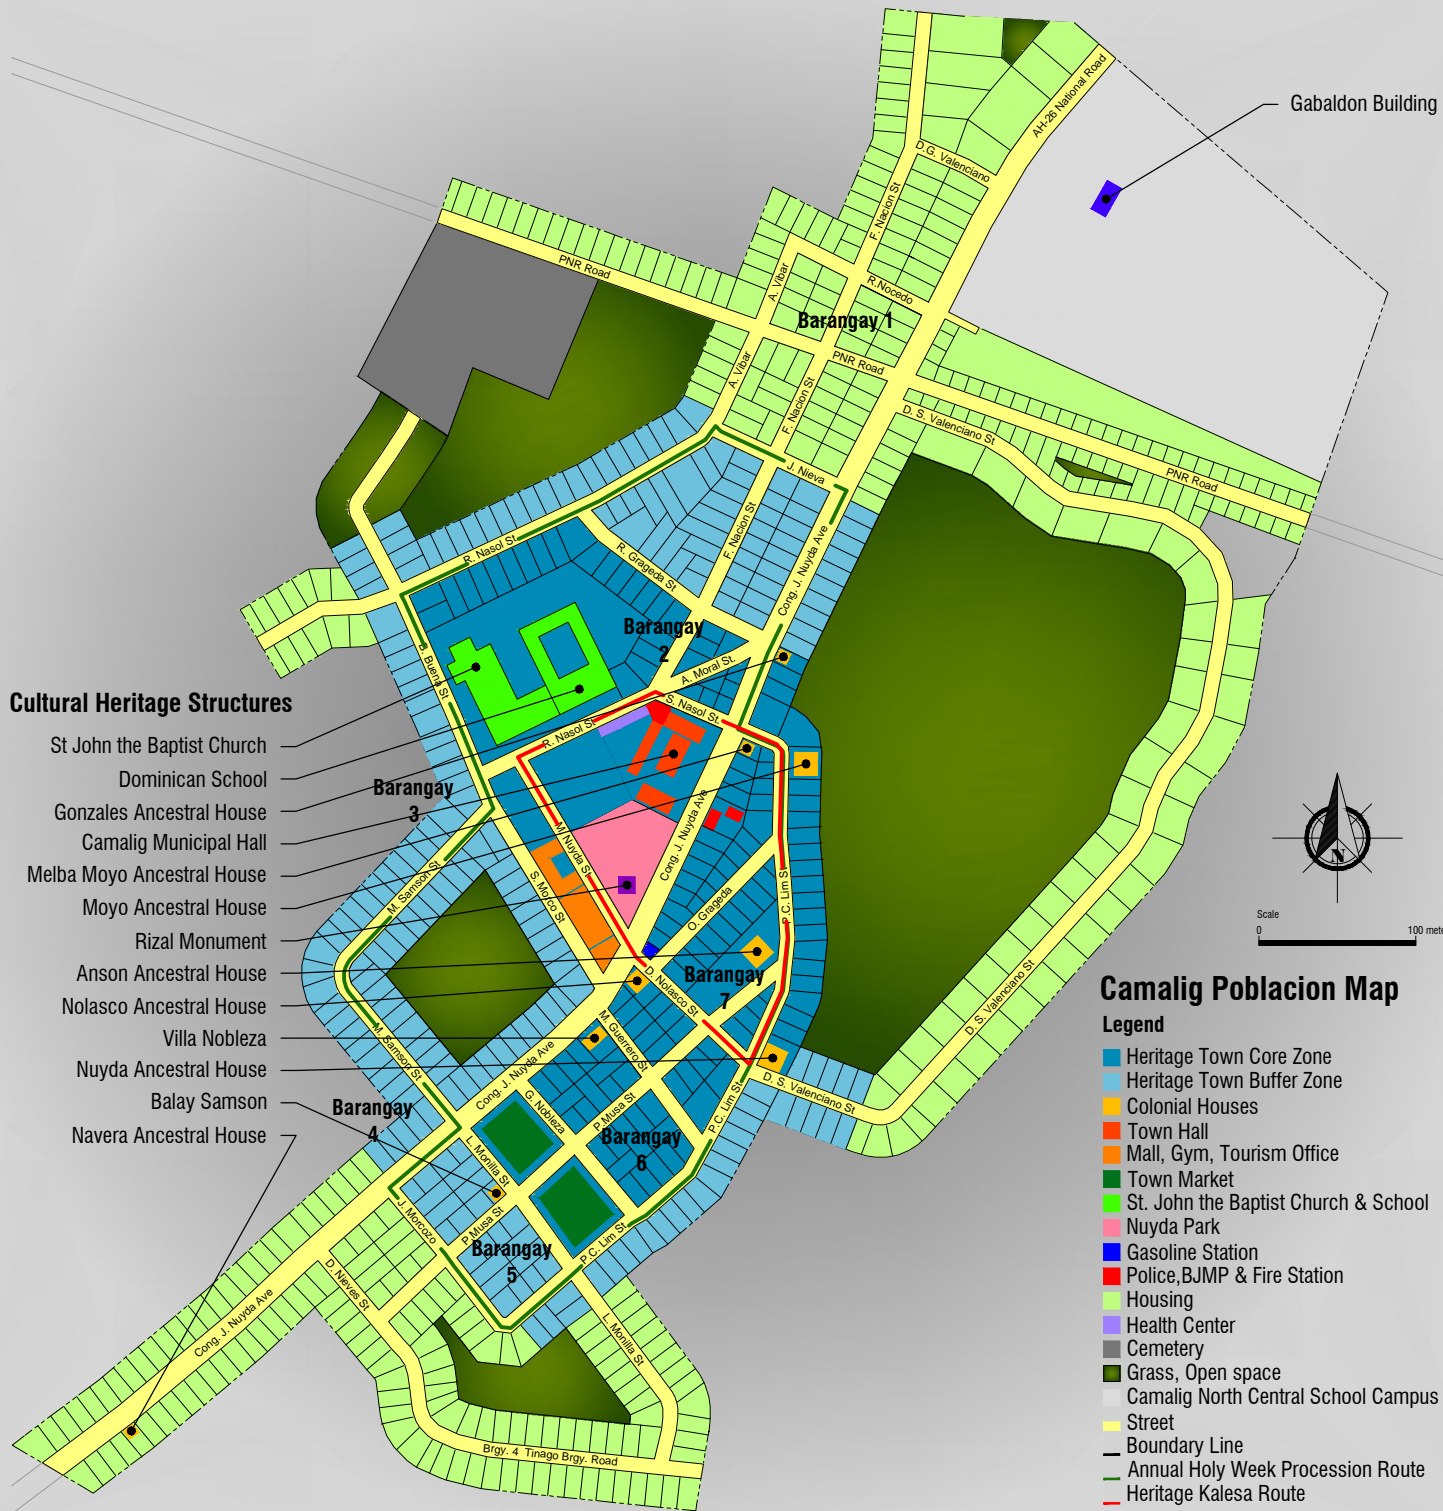 Gabaldon Building
AH-26 National Road
D.G. Valenciano
F. Nacion St
PNR Road
A. Vibar
R.Nocedo
Barangay 1
PNR Road
A. Vibar
F. Nacion St
D. S. Valenciano St
J. Nieva
PNR Road
R. Nasol St
F. Nacion St
Cong. J. Nuyda Ave
R. Grageda St
Barangay
2
A. Moral St.
Buena St
S. Nasol St.
R. Nasol St
Cultural Heritage Structures
St John the Baptist Church
Dominican School
Gonzales Ancestral House
Camalig Municipal Hall
Melba Moyo Ancestral House
Moyo Ancestral House
Rizal Monument
Anson Ancestral House
Nolasco Ancestral House
Villa Nobleza
Nuyda Ancestral House
Balay Samson
Navera Ancestral House
Barangay
3
M. Nuyda St
Cong. J. Nuyda Ave
M. Samson St
S. Morco St
P.C. Lim St
O. Grageda
Barangay
7
D. Nolasco St
M. Guerrero St
M. Samson St
Cong. J. Nuyda Ave
G. Nobleza
P.Musa St
Barangay
4
L. Monilla St
Barangay
6
P.C. Lim St
D. S. Valenciano St
D. S. Valenciano St
J. Morcozo
P.Musa St
Barangay
5
P.C. Lim St
D. Nieves St
L. Monilla St
Cong. J. Nuyda Ave
Brgy. 4 Tinago Brgy. Road
N
Scale
0
100 mete
Camalig Poblacion Map
Legend
Heritage Town Core Zone
Heritage Town Buffer Zone
Colonial Houses
Town Hall
Mall, Gym, Tourism Office
Town Market
St. John the Baptist Church & School
Nuyda Park
Gasoline Station
Police,BJMP & Fire Station
Housing
Health Center
Cemetery
Grass, Open space
Camalig North Central School Campus
Street
Boundary Line
Annual Holy Week Procession Route
Heritage Kalesa Route